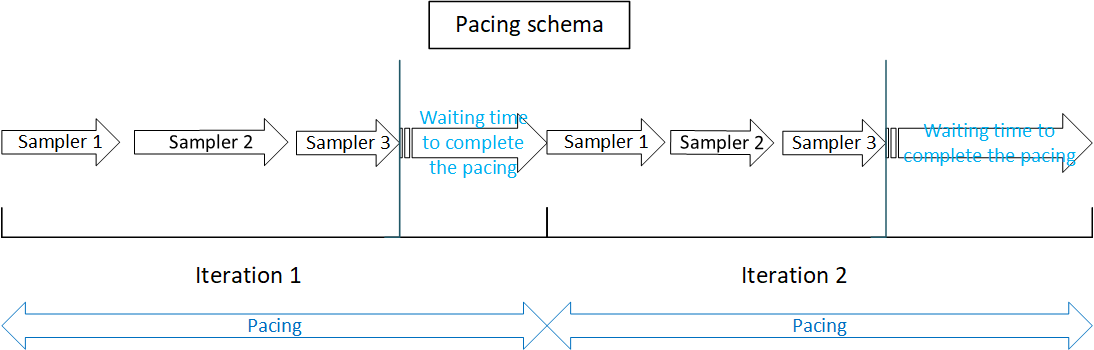 Pacing schema
Sampler 1
Sampler 2
Sampler 3
Waiting time
to complete
the pacing
Sampler 1
Sampler 2
Sampler 3
Waiting time to
complete the pacing
Iteration 1
Iteration 2
Pacing
Pacing